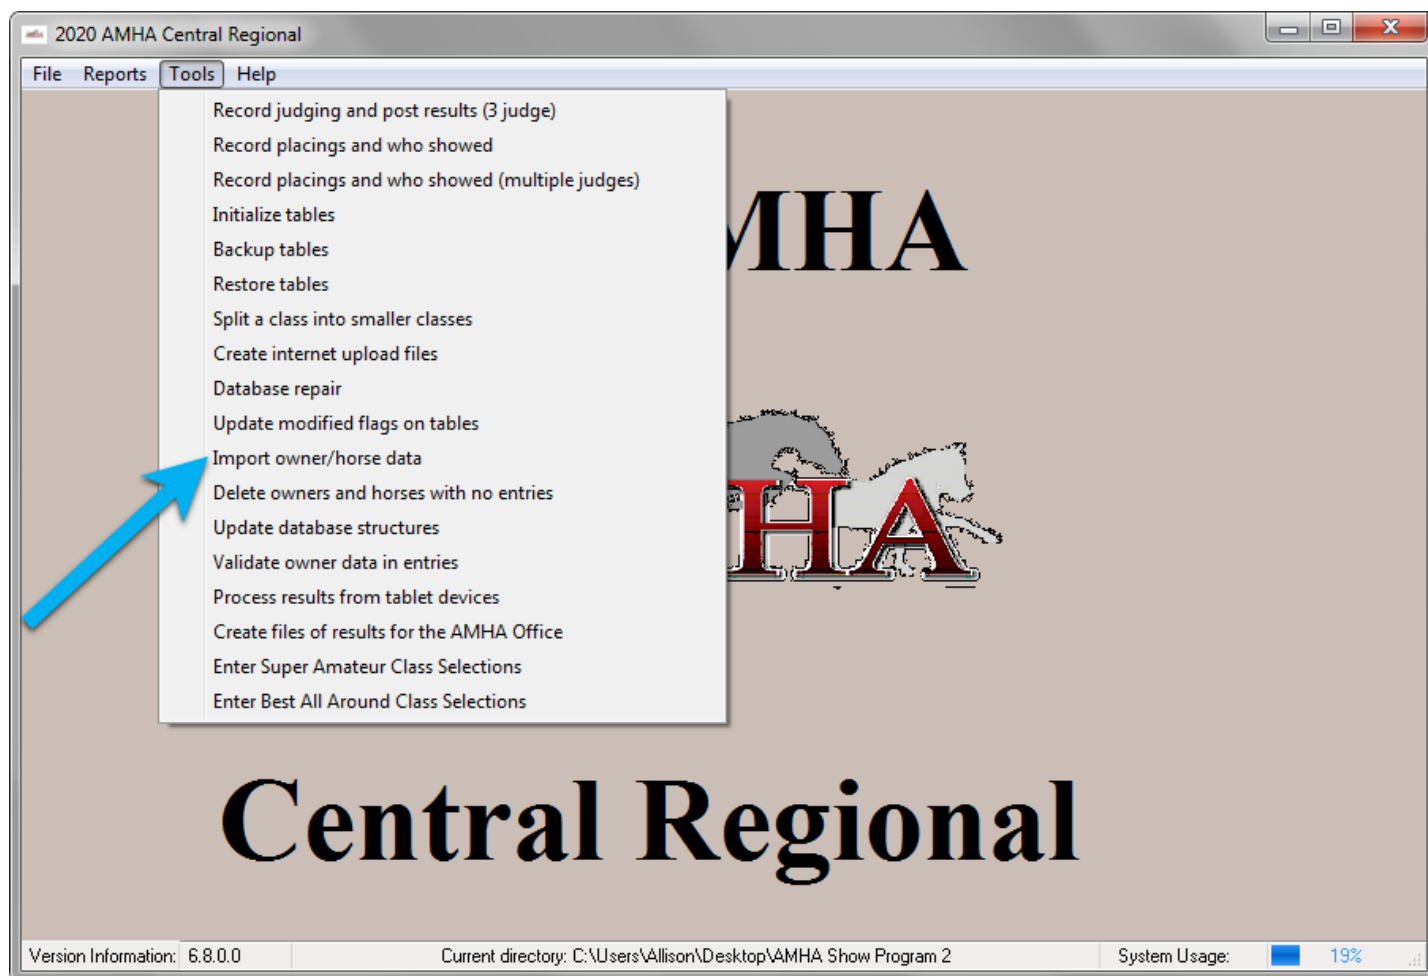 2020 AMHA Central Regional
File Reports Tools Help
Record judging and post results (3 judge)
Record placings and who showed
Record placings and who showed (multiple judges)
Initialize tables
Backup tables
Restore tables
Split a class into smaller classes
Create internet upload files
Database repair
Update modified flags on tables
Import owner/horse data
Delete owners and horses with no entries
Update database structures
Validate owner data in entries
Process results from tablet devices
Create files of results for the AMHA Office
Enter Super Amateur Class Selections
Enter Best All Around Class Selections
MHA
HA
Central Regional
Version Information: 6.8.0.0 Current directory: C:\Users\Allison\Desktop\AMHA Show Program 2 System Usage: 19%